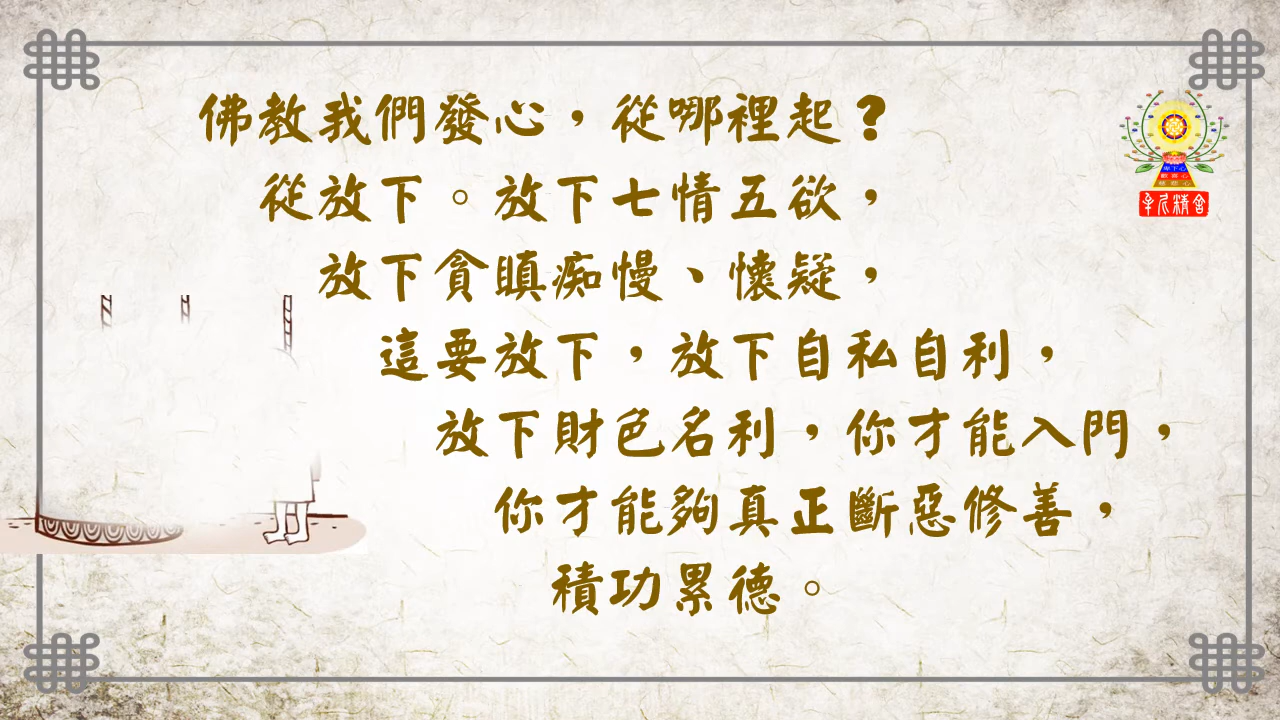 佛教我們發心，從哪裡起？
從放下。放下七情五欲，
放下貪瞋痴慢、懷疑，
這要放下，放下自私自利，
放下財色名利，你才能入門，
你才能夠真正斷惡修善，
積功累德。